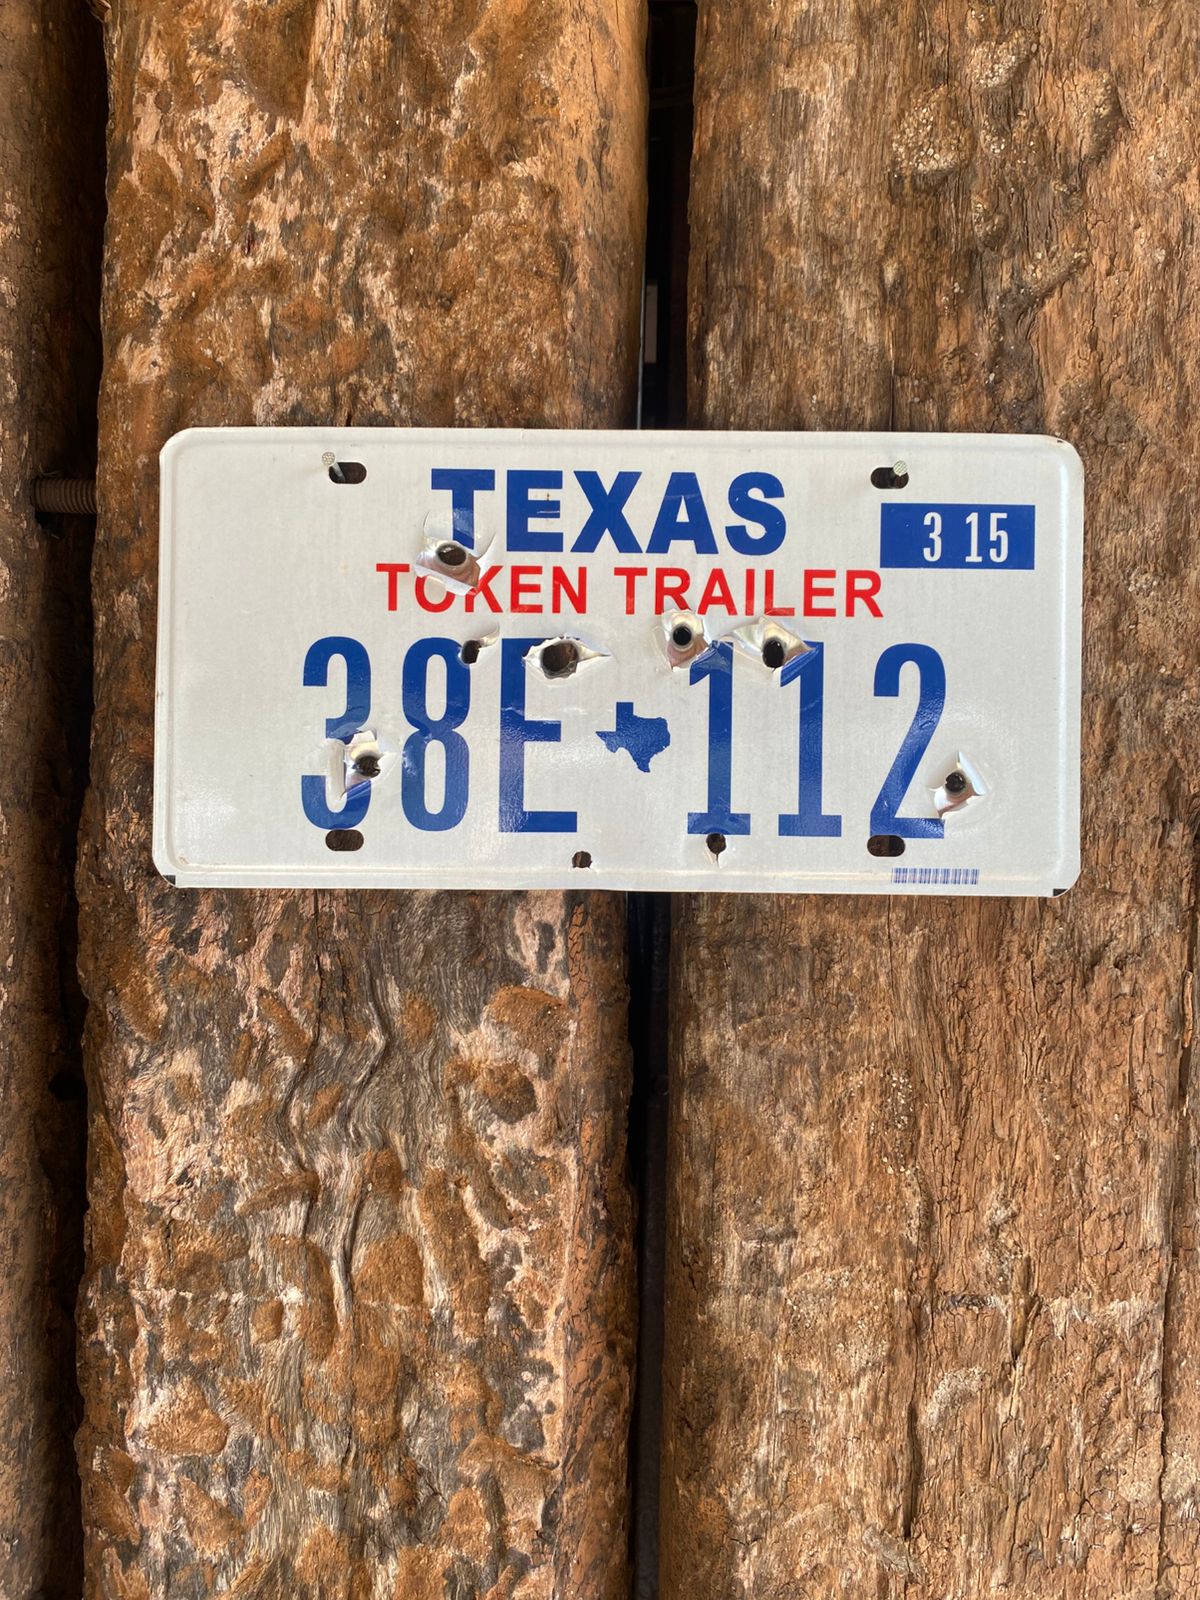 TEXAS
3 15
TOKEN TRAILER
38E 112